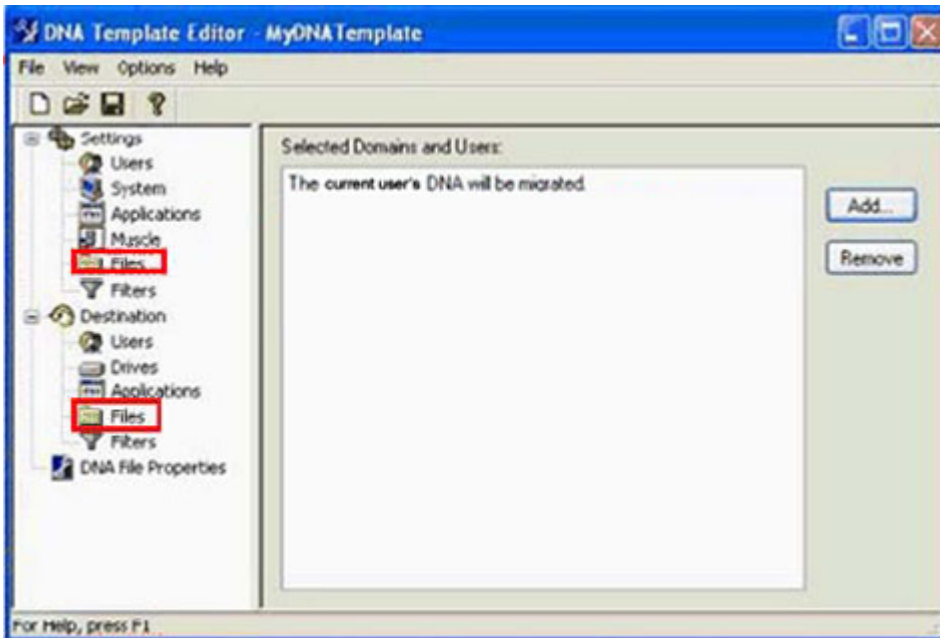 DNA Template Editor - MyDNATemplate
File View Options Help
Settings
Users
System
Applications
Muscle
Files
Filters
Destination
Users
Drives
Applications
Files
Filters
DNA File Properties
Selected Domains and Users:
The current user's DNA will be migrated.
Add...
Remove
For Help, press F1